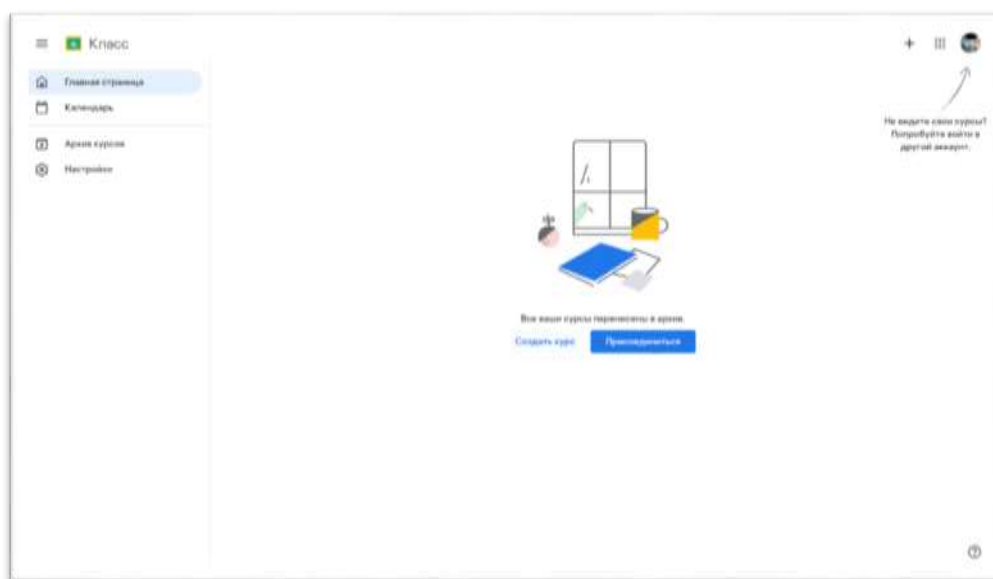 Класс
Главная страница
Календарь
Архив курсов
Настройки
Не видите свои курсы?
Попробуйте войти в
другой аккаунт.
Все ваши курсы перенесены в архив.
Создать курс
Присоединиться